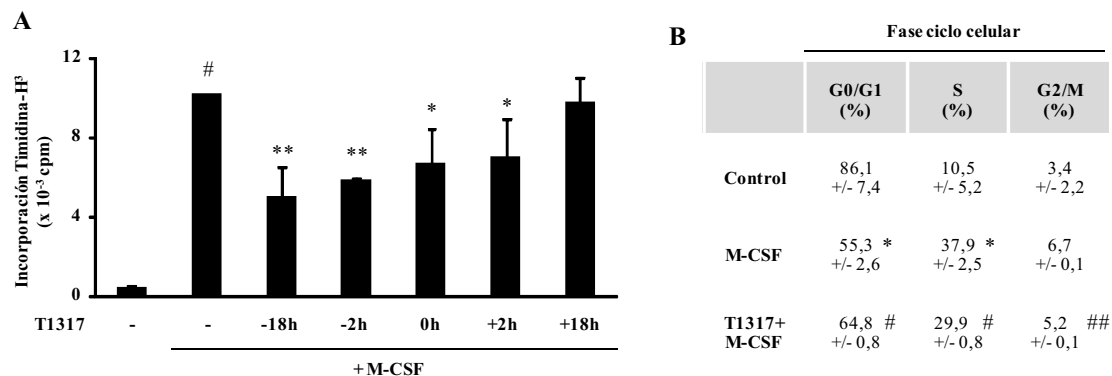 A
Incorporación Timidina-H³
(x 10⁻³ cpm)
12
9
6
3
0
#
**
**
*
*
T1317 - - -18h -2h 0h +2h +18h
+ M-CSF
B
Fase ciclo celular
G0/G1 (%) S (%) G2/M (%)
Control 86,1 10,5 3,4
+/- 7,4 +/- 5,2 +/- 2,2
M-CSF 55,3 * 37,9 * 6,7
+/- 2,6 +/- 2,5 +/- 0,1
T1317+ 64,8 # 29,9 # 5,2 ##
M-CSF +/- 0,8 +/- 0,8 +/- 0,1